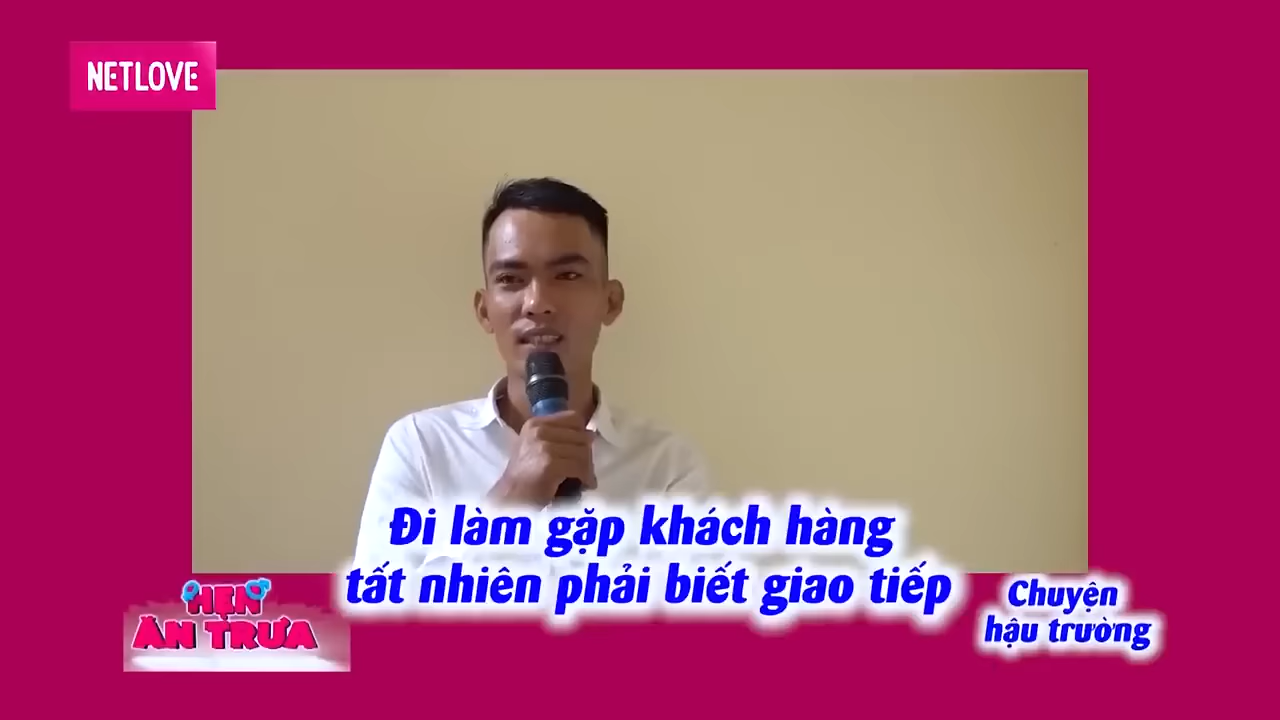 NETLOVE
Đi làm gặp khách hàng
tất nhiên phải biết giao tiếp
HẸN
ĂN TRƯA
Chuyện
hậu trường